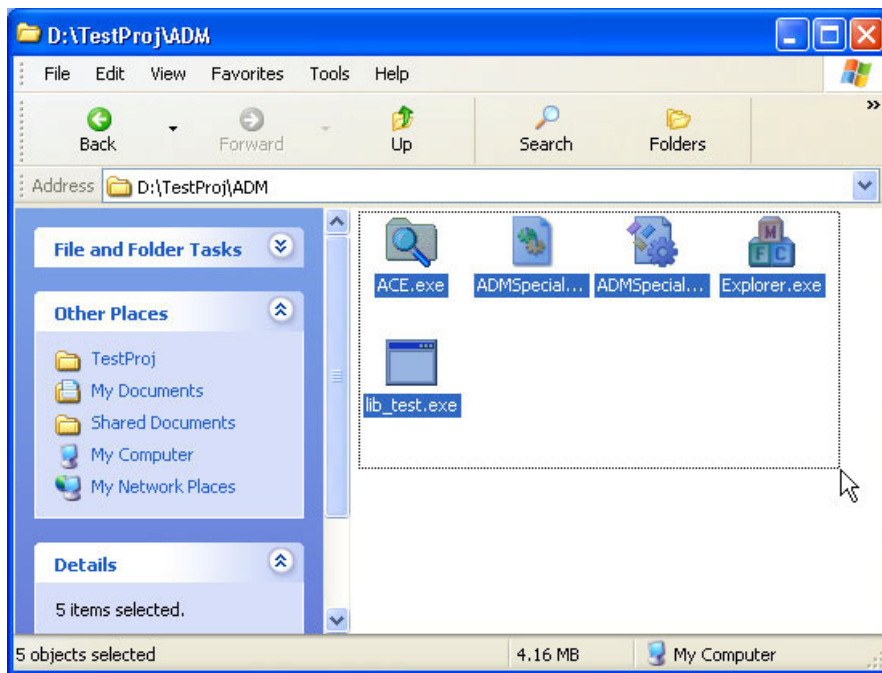 D:\TestProj\ADM
File Edit View Favorites Tools Help
Back Forward Up Search Folders »
Address D:\TestProj\ADM
File and Folder Tasks
Other Places
TestProj
My Documents
Shared Documents
My Computer
My Network Places
Details
5 items selected.
ACE.exe ADMSpecial... ADMSpecial... Explorer.exe
M
F C
lib_test.exe
5 objects selected 4.16 MB My Computer